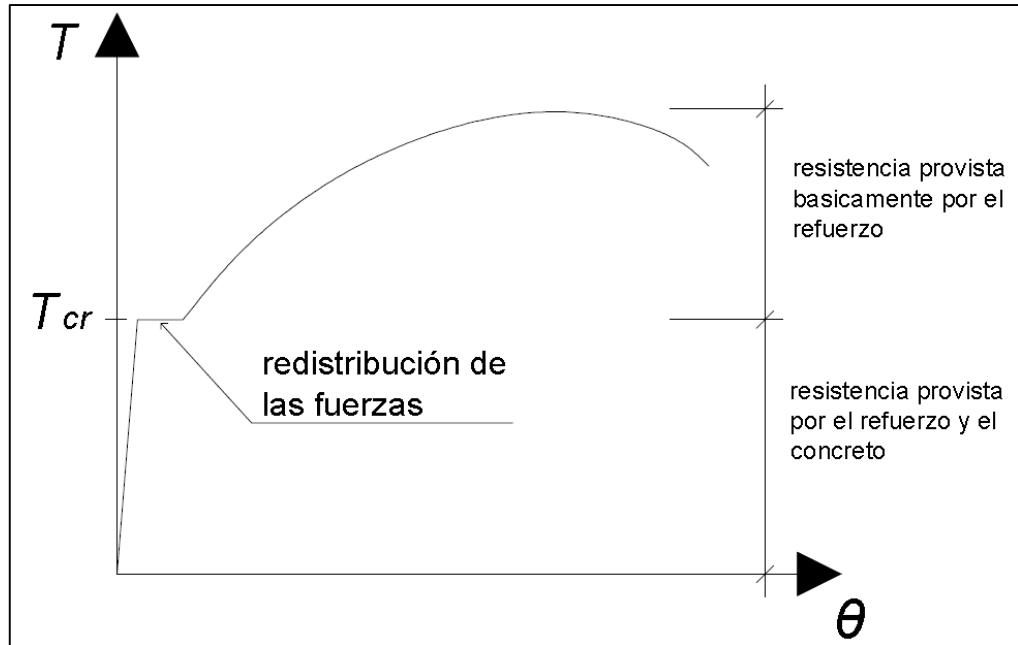 T
resistencia provista
basicamente por el
refuerzo
Tcr
redistribución de
las fuerzas
resistencia provista
por el refuerzo y el
concreto
θ